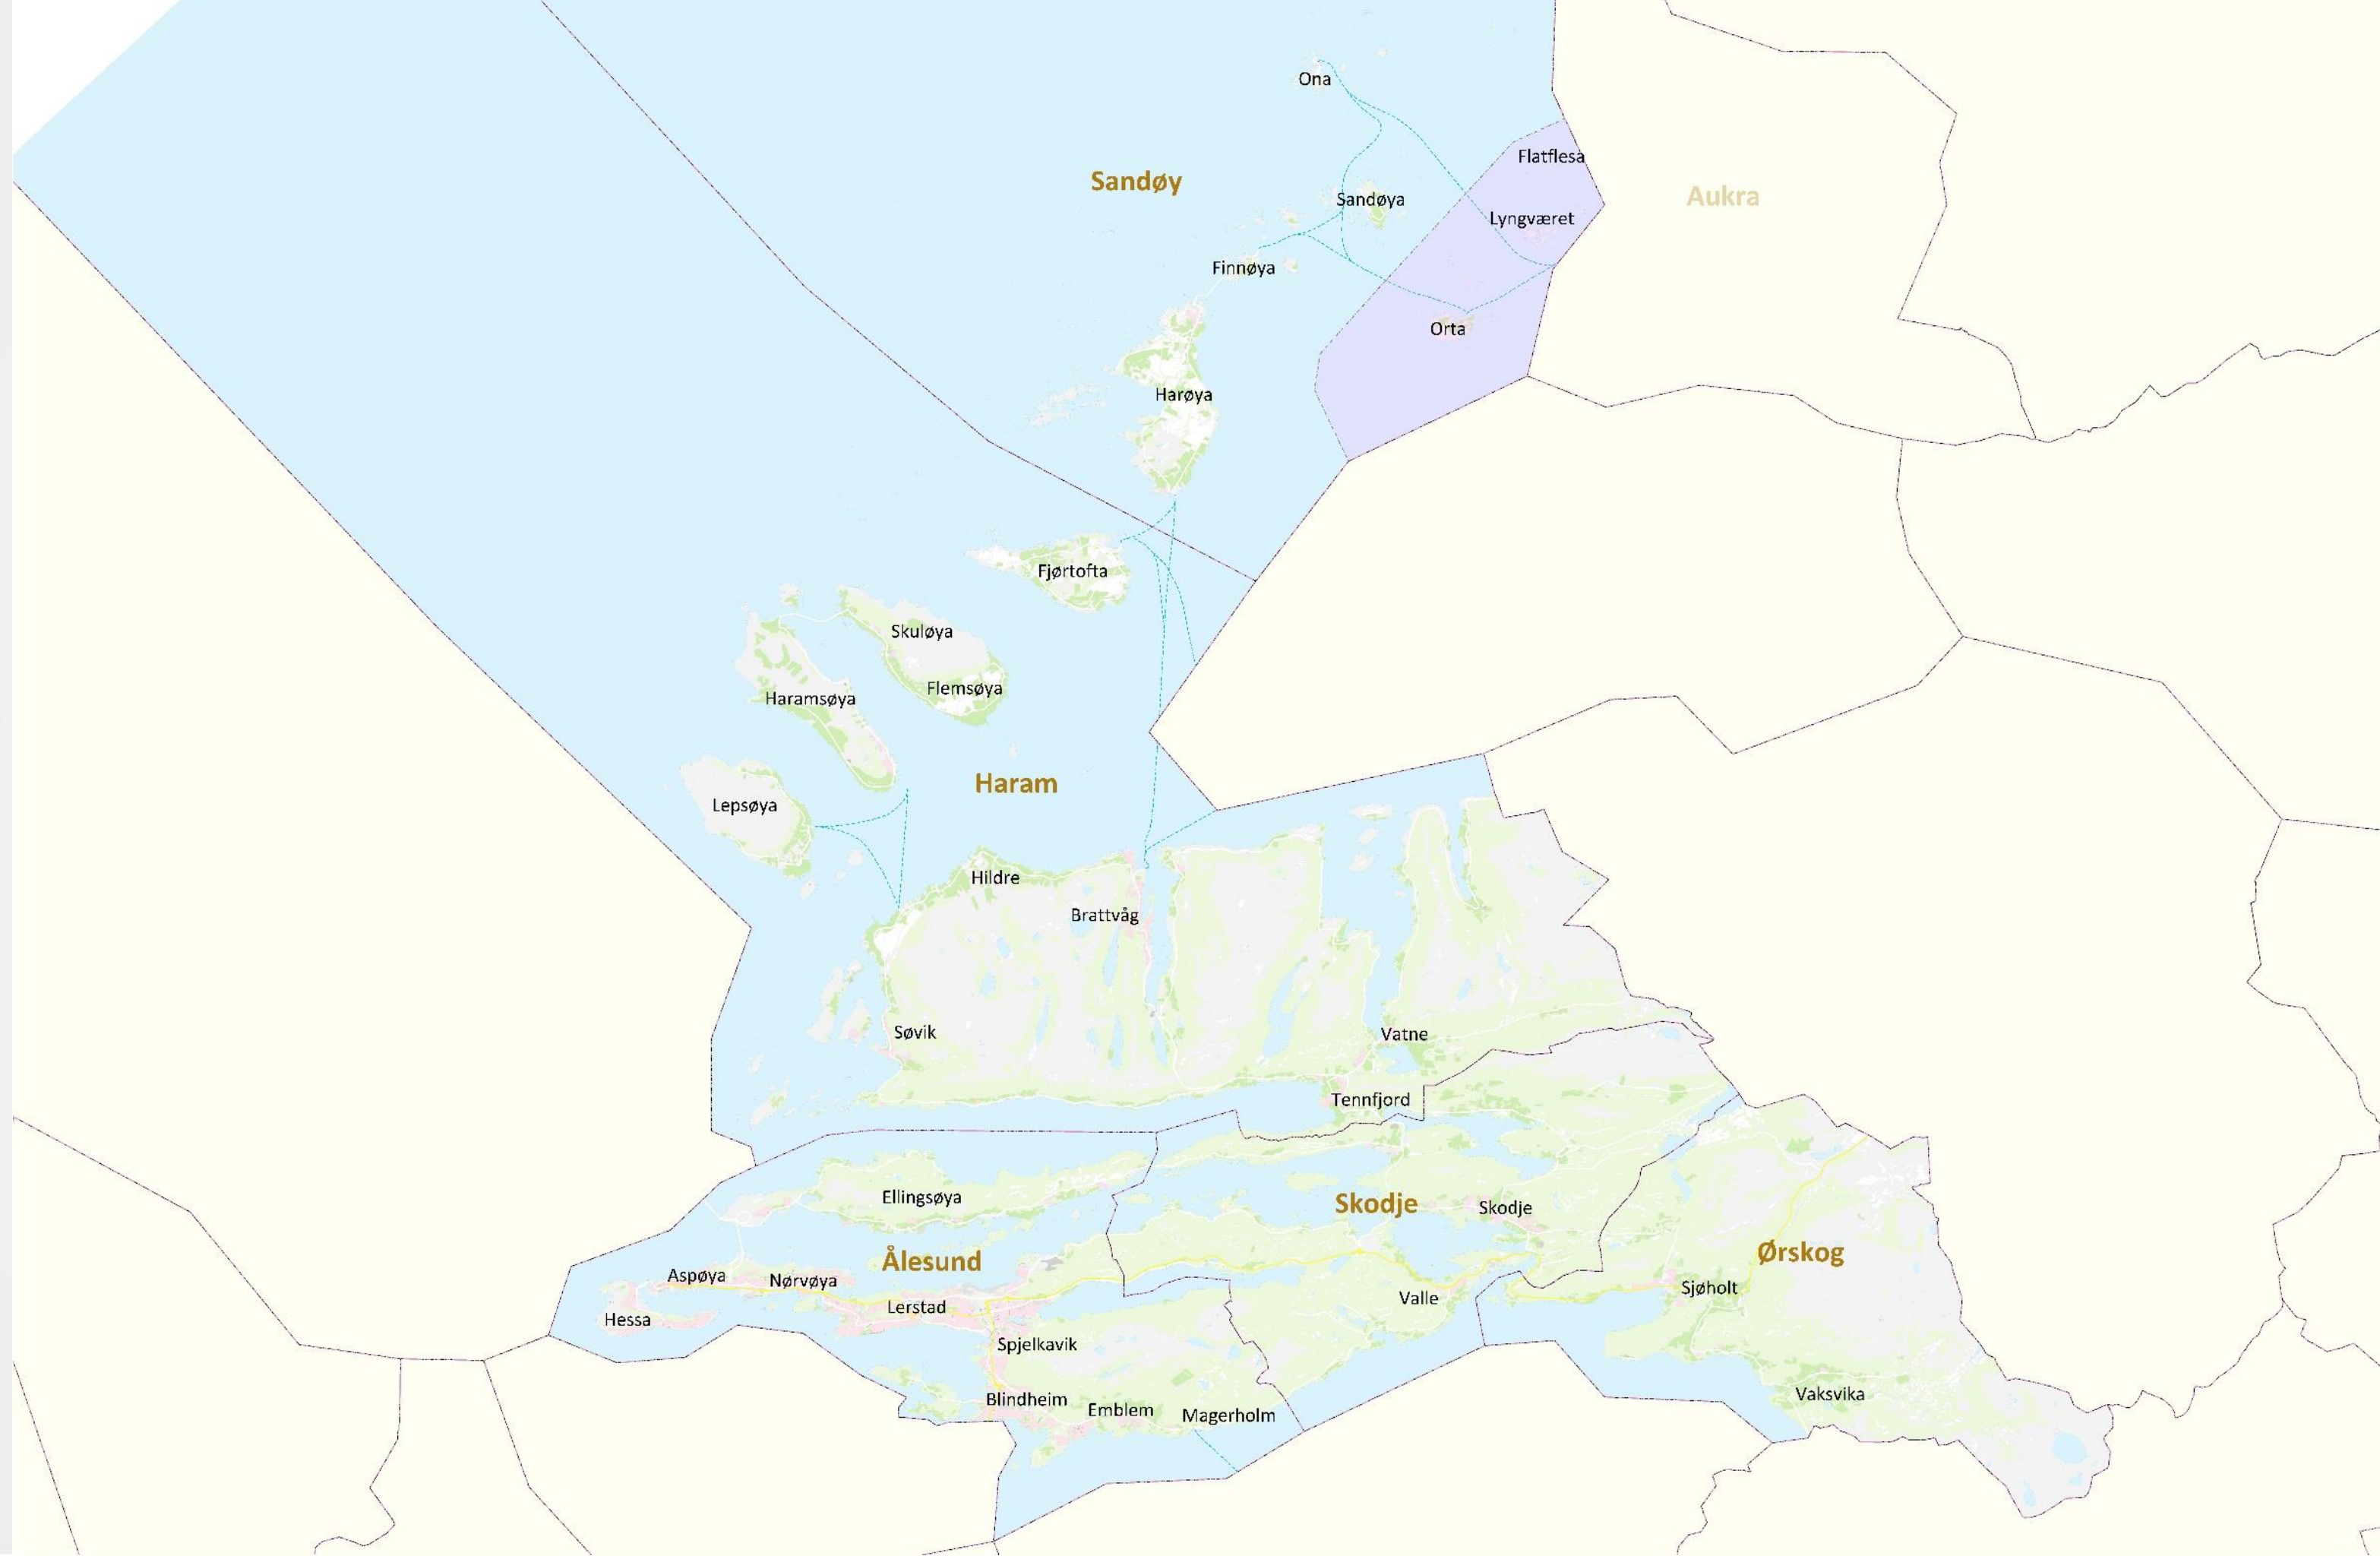 Ona
Flatflesa
Sandøy
Aukra
Sandøya
Lyngværet
Finnøya
Orta
Harøya
Fjørtofta
Skuløya
Flemsøya
Haramsøya
Haram
Lepsøya
Hildre
Brattvåg
Søvik
Vatne
Tennfjord
Ellingsøya
Skodje
Skodje
Ørskog
Ålesund
Aspøya
Nørvøya
Sjøholt
Valle
Lerstad
Hessa
Spjelkavik
Vaksvika
Blindheim
Emblem
Magerholm